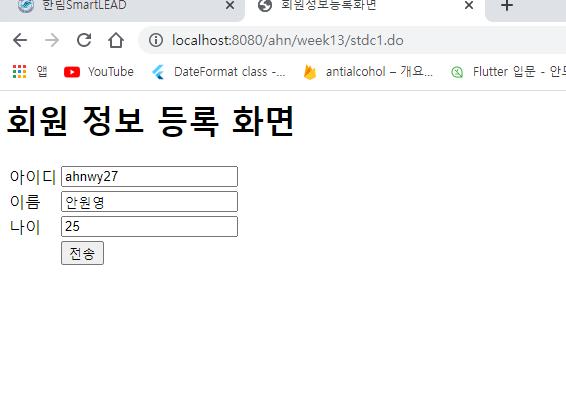 한림SmartLEAD
회원정보등록화면
localhost:8080/ahn/week13/stdc1.do
앱 YouTube DateFormat class -... antialcohol – 개요... Flutter 입문 - 안드
회원 정보 등록 화면
아이디 ahnwy27
이름 안원영
나이 25
전송